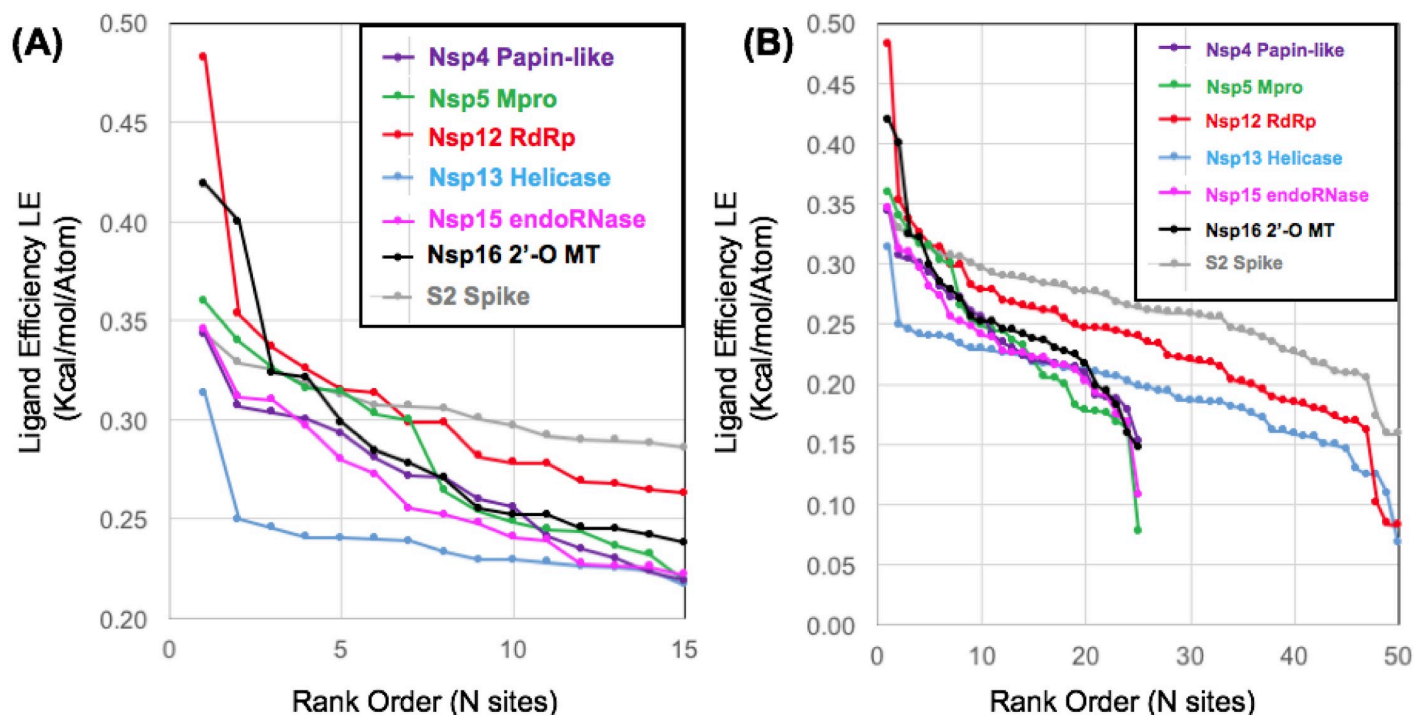 (A)
Ligand Efficiency LE
(Kcal/mol/Atom)
0.50
0.45
0.40
0.35
0.30
0.25
0.20
Nsp4 Papin-like
Nsp5 Mpro
Nsp12 RdRp
Nsp13 Helicase
Nsp15 endoRNase
Nsp16 2'-O MT
S2 Spike
0
5
10
15
Rank Order (N sites)
(B)
Ligand Efficiency LE
(Kcal/mol/Atom)
0.50
0.45
0.40
0.35
0.30
0.25
0.20
0.15
0.10
0.05
0.00
Nsp4 Papin-like
Nsp5 Mpro
Nsp12 RdRp
Nsp13 Helicase
Nsp15 endoRNase
Nsp16 2'-O MT
S2 Spike
0
10
20
30
40
50
Rank Order (N sites)